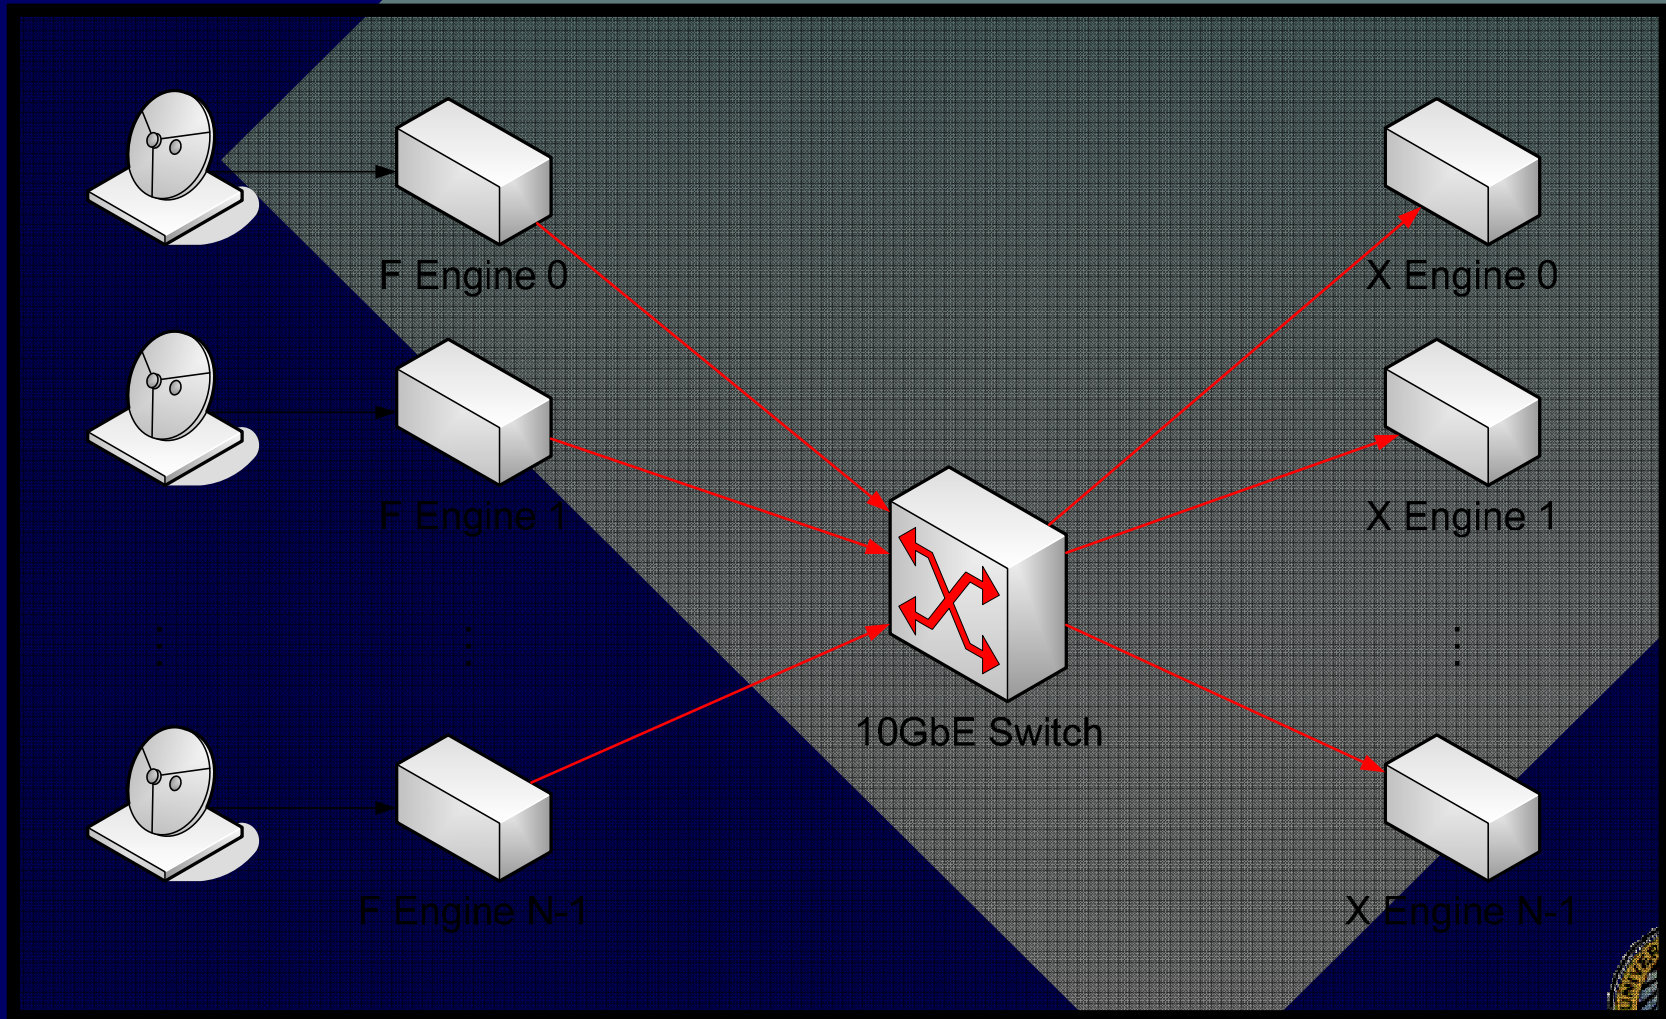 F Engine 0
X Engine 0
F Engine 1
X Engine 1
10GbE Switch
F Engine N-1
X Engine N-1